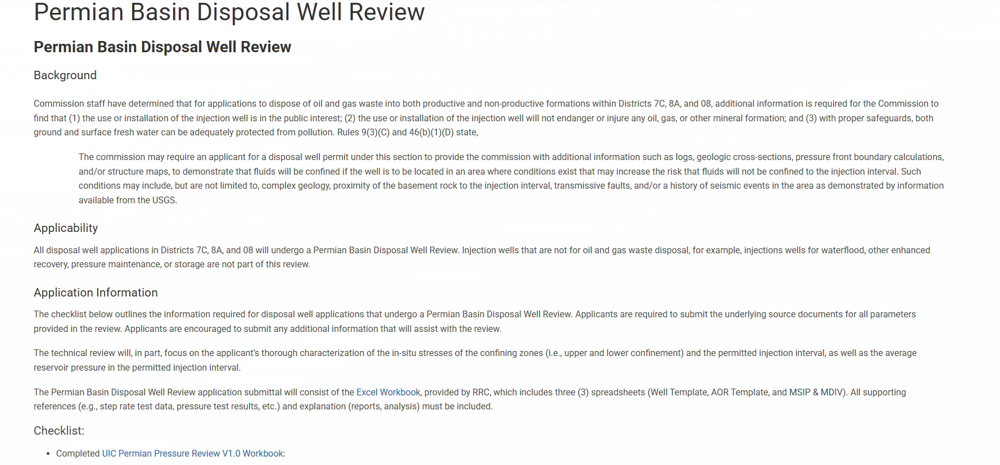 Permian Basin Disposal Well Review
Permian Basin Disposal Well Review
Background
Commission staff have determined that for applications to dispose of oil and gas waste into both productive and non-productive formations within Districts 7C, 8A, and 08, additional information is required for the Commission to
find that (1) the use or installation of the injection well is in the public interest; (2) the use or installation of the injection well will not endanger or injure any oil, gas, or other mineral formation; and (3) with proper safeguards, both
ground and surface fresh water can be adequately protected from pollution. Rules 9(3)(C) and 46(b)(1)(D) state,
The commission may require an applicant for a disposal well permit under this section to provide the commission with additional information such as logs, geologic cross-sections, pressure front boundary calculations,
and/or structure maps, to demonstrate that fluids will be confined if the well is to be located in an area where conditions exist that may increase the risk that fluids will not be confined to the injection interval. Such
conditions may include, but are not limited to, complex geology, proximity of the basement rock to the injection interval, transmissive faults, and/or a history of seismic events in the area as demonstrated by information
available from the USGS.
Applicability
All disposal well applications in Districts 7C, 8A, and 08 will undergo a Permian Basin Disposal Well Review. Injection wells that are not for oil and gas waste disposal, for example, injections wells for waterflood, other enhanced
recovery, pressure maintenance, or storage are not part of this review.
Application Information
The checklist below outlines the information required for disposal well applications that undergo a Permian Basin Disposal Well Review. Applicants are required to submit the underlying source documents for all parameters
provided in the review. Applicants are encouraged to submit any additional information that will assist with the review.
The technical review will, in part, focus on the applicant’s thorough characterization of the in-situ stresses of the confining zones (i.e., upper and lower confinement) and the permitted injection interval, as well as the average
reservoir pressure in the permitted injection interval.
The Permian Basin Disposal Well Review application submittal will consist of the Excel Workbook, provided by RRC, which includes three (3) spreadsheets (Well Template, AOR Template, and MSIP & MDIV). All supporting
references (e.g., step rate test data, pressure test results, etc.) and explanation (reports, analysis) must be included.
Checklist:
• Completed UIC Permian Pressure Review V1.0 Workbook: